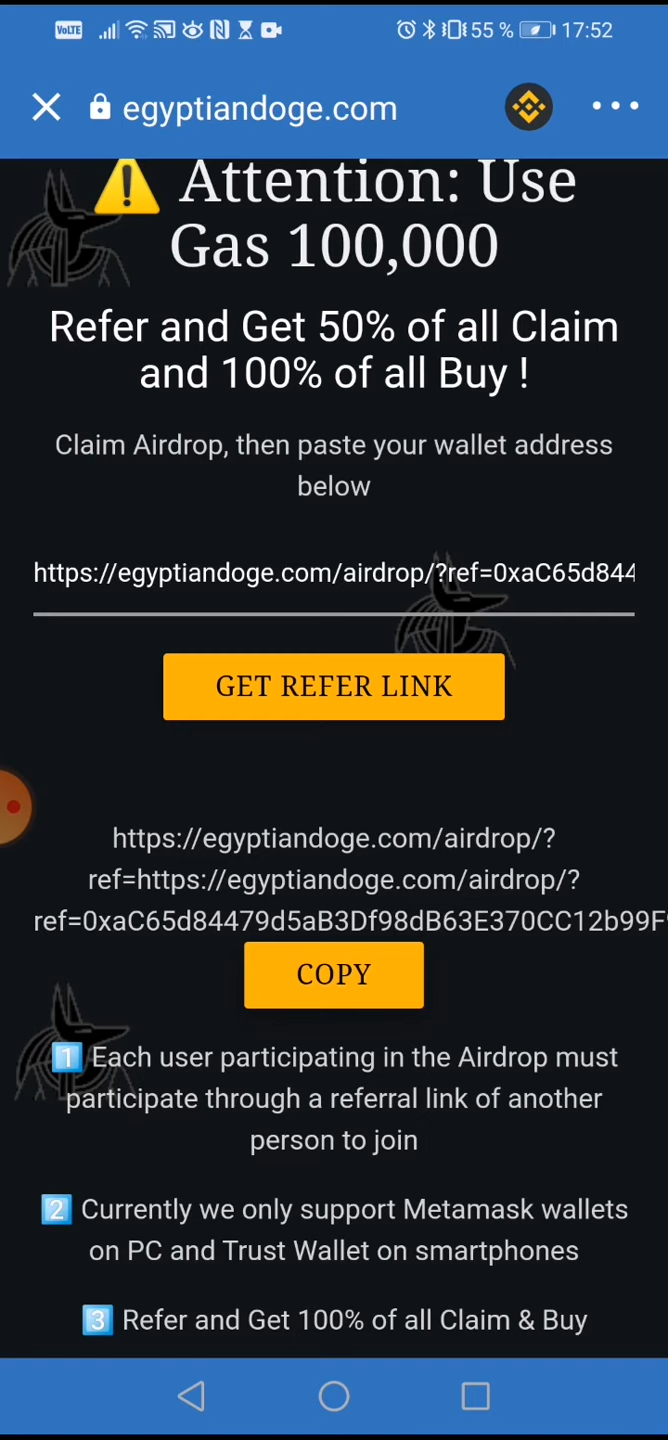 VoLTE 55 % 17:52
egyptiandoge.com
Attention: Use
Gas 100,000
Refer and Get 50% of all Claim
and 100% of all Buy !
Claim Airdrop, then paste your wallet address
below
https://egyptiandoge.com/airdrop/?ref=0xaC65d844
GET REFER LINK
https://egyptiandoge.com/airdrop/?
ref=https://egyptiandoge.com/airdrop/?
ref=0xaC65d84479d5aB3Df98dB63E370CC12b99F
COPY
1 Each user participating in the Airdrop must
participate through a referral link of another
person to join
2 Currently we only support Metamask wallets
on PC and Trust Wallet on smartphones
3 Refer and Get 100% of all Claim & Buy